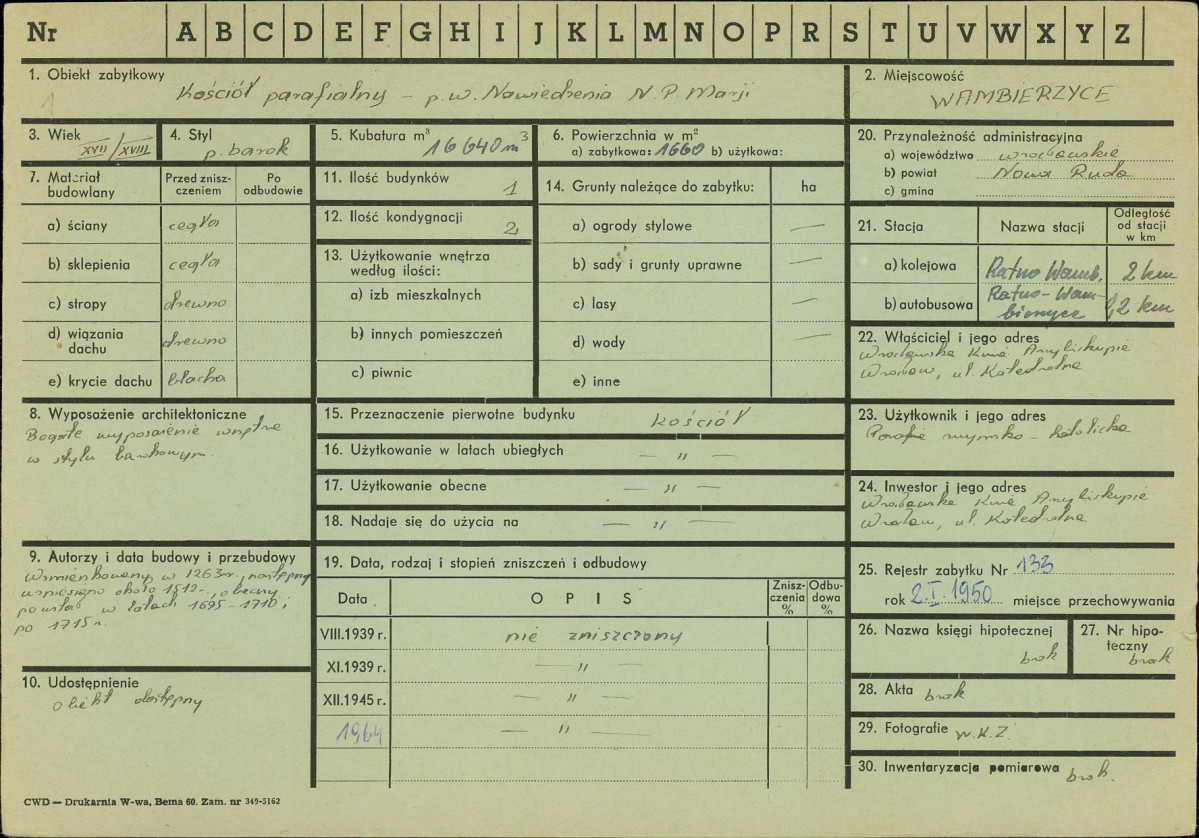 Nr A B C D E F G H I J K L M N O P R S T U V W X Y Z
1. Obiekt zabytkowy
1
Kościół parafialny – p.w. Nawiedzenia N.P. Marji
2. Miejscowość
WAMBIERZYCE
3. Wiek
XVII/XVIII
4. Styl
p. barok
5. Kubatura m³ 16 640 m³
6. Powierzchnia w m²
a) zabytkowa: 1660 b) użytkowa:
7. Materiał budowlany
Przed zniszczeniem
Po odbudowie
a) ściany cegła
b) sklepienia cegła
c) stropy drewno
d) wiązania dachu drewno
e) krycie dachu blacha
8. Wyposażenie architektoniczne
Bogate wyposażenie wnętrza
w stylu barokowym.
9. Autorzy i data budowy i przebudowy
Wzmiankowany w 1263 r., następny
wzniesiono około 1512 r., obecny
powstał w latach 1695-1710 i
po 1715 r.
10. Udostępnienie
obiekt dostępny
11. Ilość budynków 1
12. Ilość kondygnacji 2
13. Użytkowanie wnętrza
według ilości:
a) izb mieszkalnych
b) innych pomieszczeń
c) piwnic
14. Grunty należące do zabytku: ha
a) ogrody stylowe —
b) sady i grunty uprawne —
c) lasy —
d) wody —
e) inne
15. Przeznaczenie pierwotne budynku kościół
16. Użytkowanie w latach ubiegłych — " —
17. Użytkowanie obecne — " —
18. Nadaje się do użycia na — " —
19. Data, rodzaj i stopień zniszczeń i odbudowy
Data OPIS Zniszczenia % Odbudowa %
VIII.1939 r. nie zniszczony
XI.1939 r. — " —
XII.1945 r. — " —
1964 — " —
20. Przynależność administracyjna
a) województwo wrocławskie
b) powiat Nowa Ruda
c) gmina
21. Stacja Nazwa stacji Odległość od stacji w km
a) kolejowa Ratno Wamb. 2 km
b) autobusowa Ratno-Wambierzyce 2 km
22. Właściciel i jego adres
Wrocławska Kuria Arcybiskupia
Wrocław, ul. Katedralna
23. Użytkownik i jego adres
Parafia rzymsko-katolicka
24. Inwestor i jego adres
Wrocławska Kuria Arcybiskupia
Wrocław, ul. Katedralna
25. Rejestr zabytku Nr 133
rok 2.I.1950 miejsce przechowywania
26. Nazwa księgi hipotecznej
brak
27. Nr hipoteczny
brak
28. Akta brak
29. Fotografie W.K.Z.
30. Inwentaryzacja pomiarowa brak.
CWD — Drukarnia W-wa, Bema 60. Zam. nr 349-5162